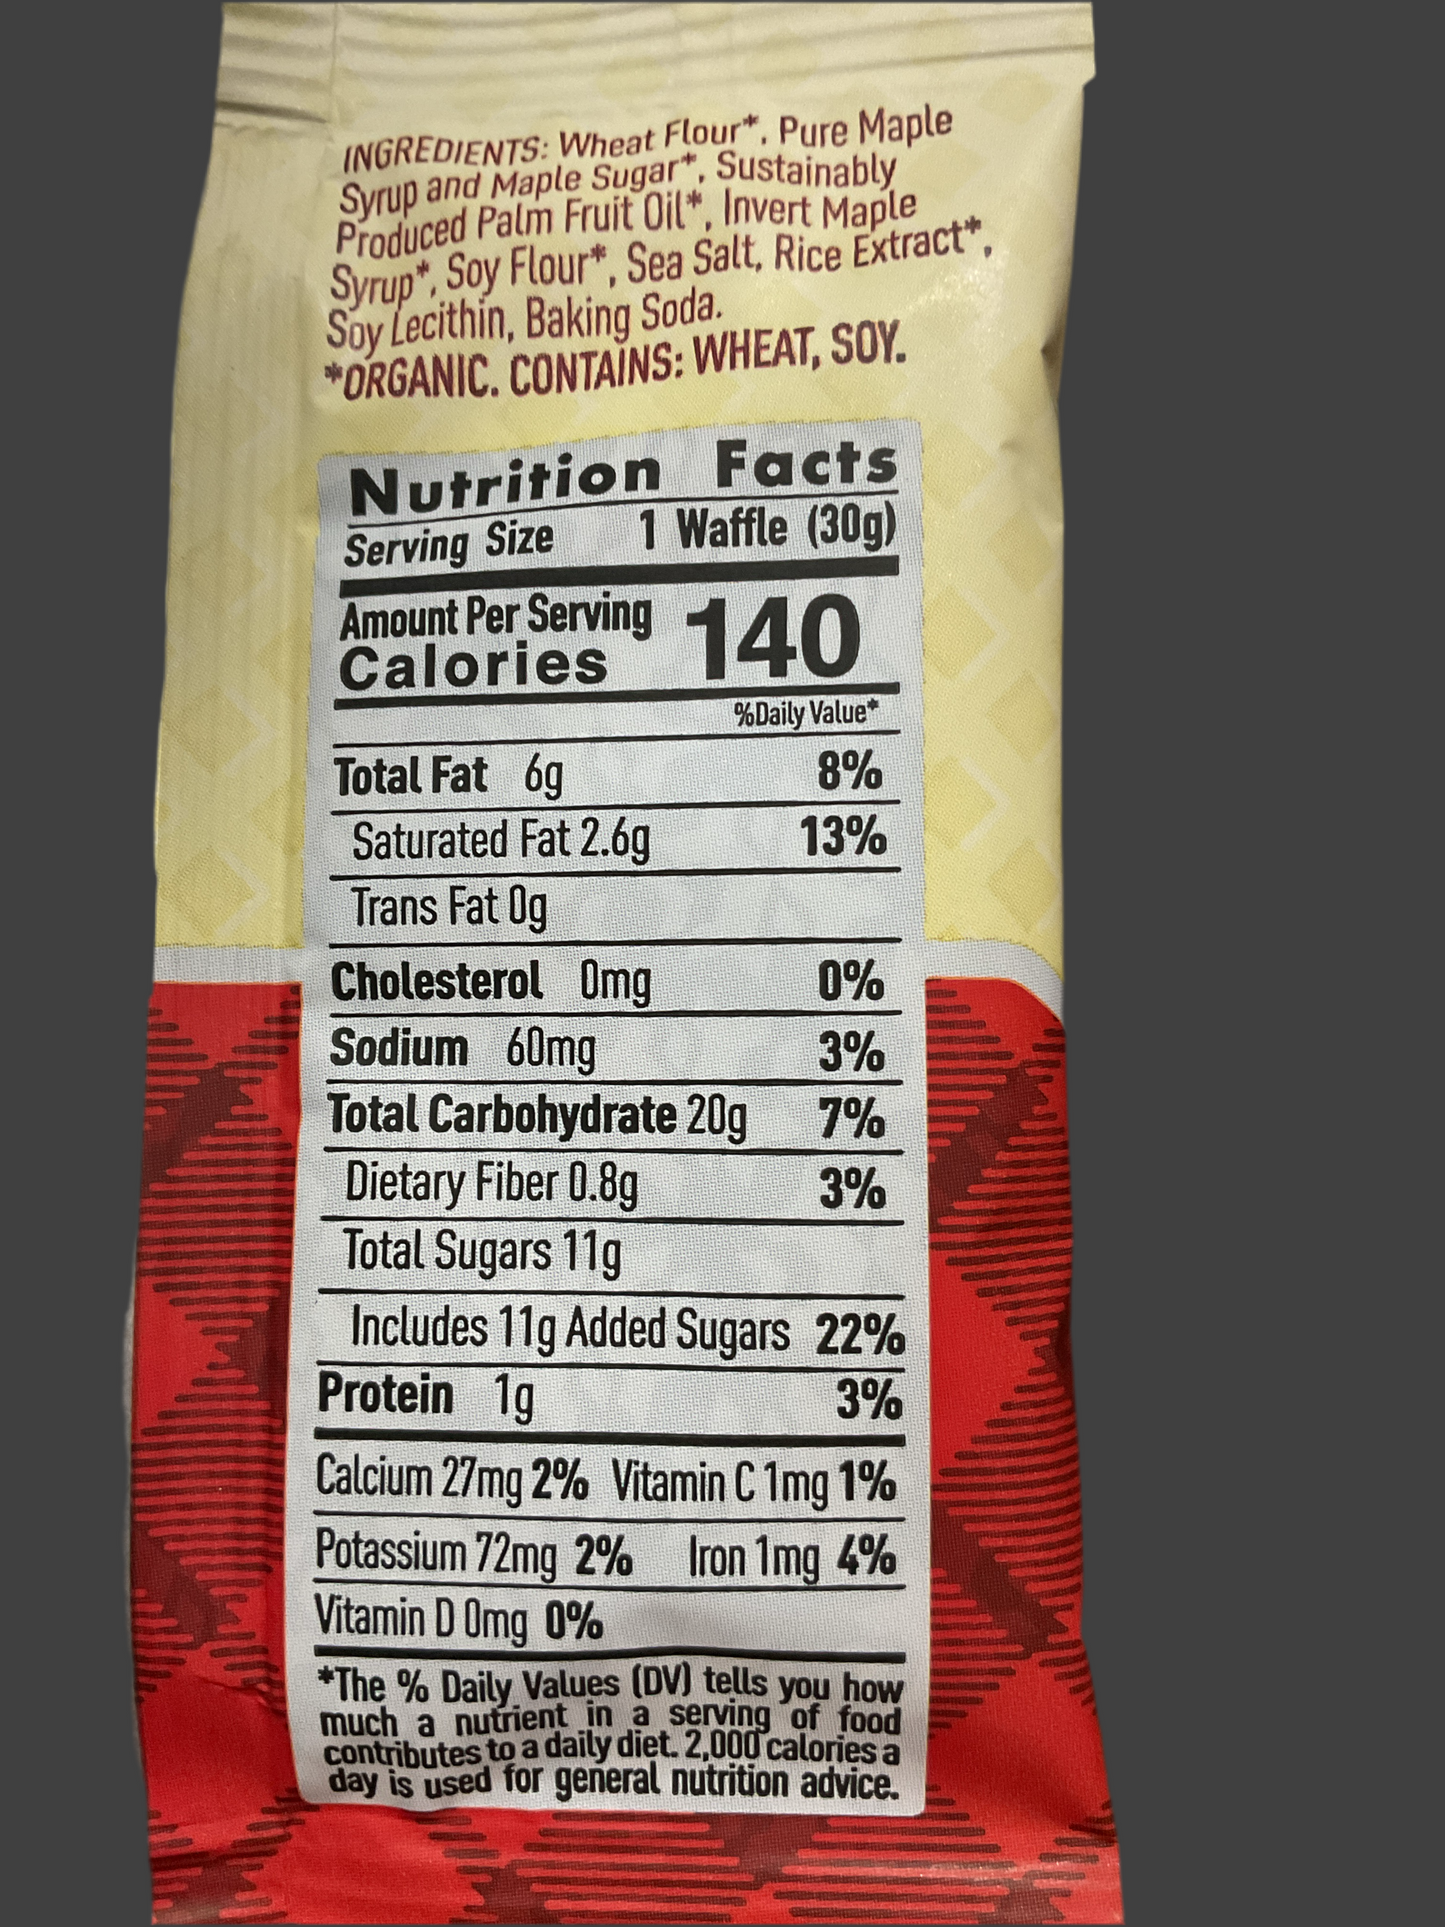 INGREDIENTS: Wheat Flour*, Pure Maple
Syrup and Maple Sugar*, Sustainably
Produced Palm Fruit Oil*, Invert Maple
Syrup*, Soy Flour*, Sea Salt, Rice Extract*,
Soy Lecithin, Baking Soda.
*ORGANIC. CONTAINS: WHEAT, SOY.
Nutrition Facts
Serving Size 1 Waffle (30g)
Amount Per Serving
Calories 140
%Daily Value*
Total Fat 6g 8%
Saturated Fat 2.6g 13%
Trans Fat 0g
Cholesterol 0mg 0%
Sodium 60mg 3%
Total Carbohydrate 20g 7%
Dietary Fiber 0.8g 3%
Total Sugars 11g
Includes 11g Added Sugars 22%
Protein 1g 3%
Calcium 27mg 2% Vitamin C 1mg 1%
Potassium 72mg 2% Iron 1mg 4%
Vitamin D 0mg 0%
*The % Daily Values (DV) tells you how
much a nutrient in a serving of food
contributes to a daily diet. 2,000 calories a
day is used for general nutrition advice.